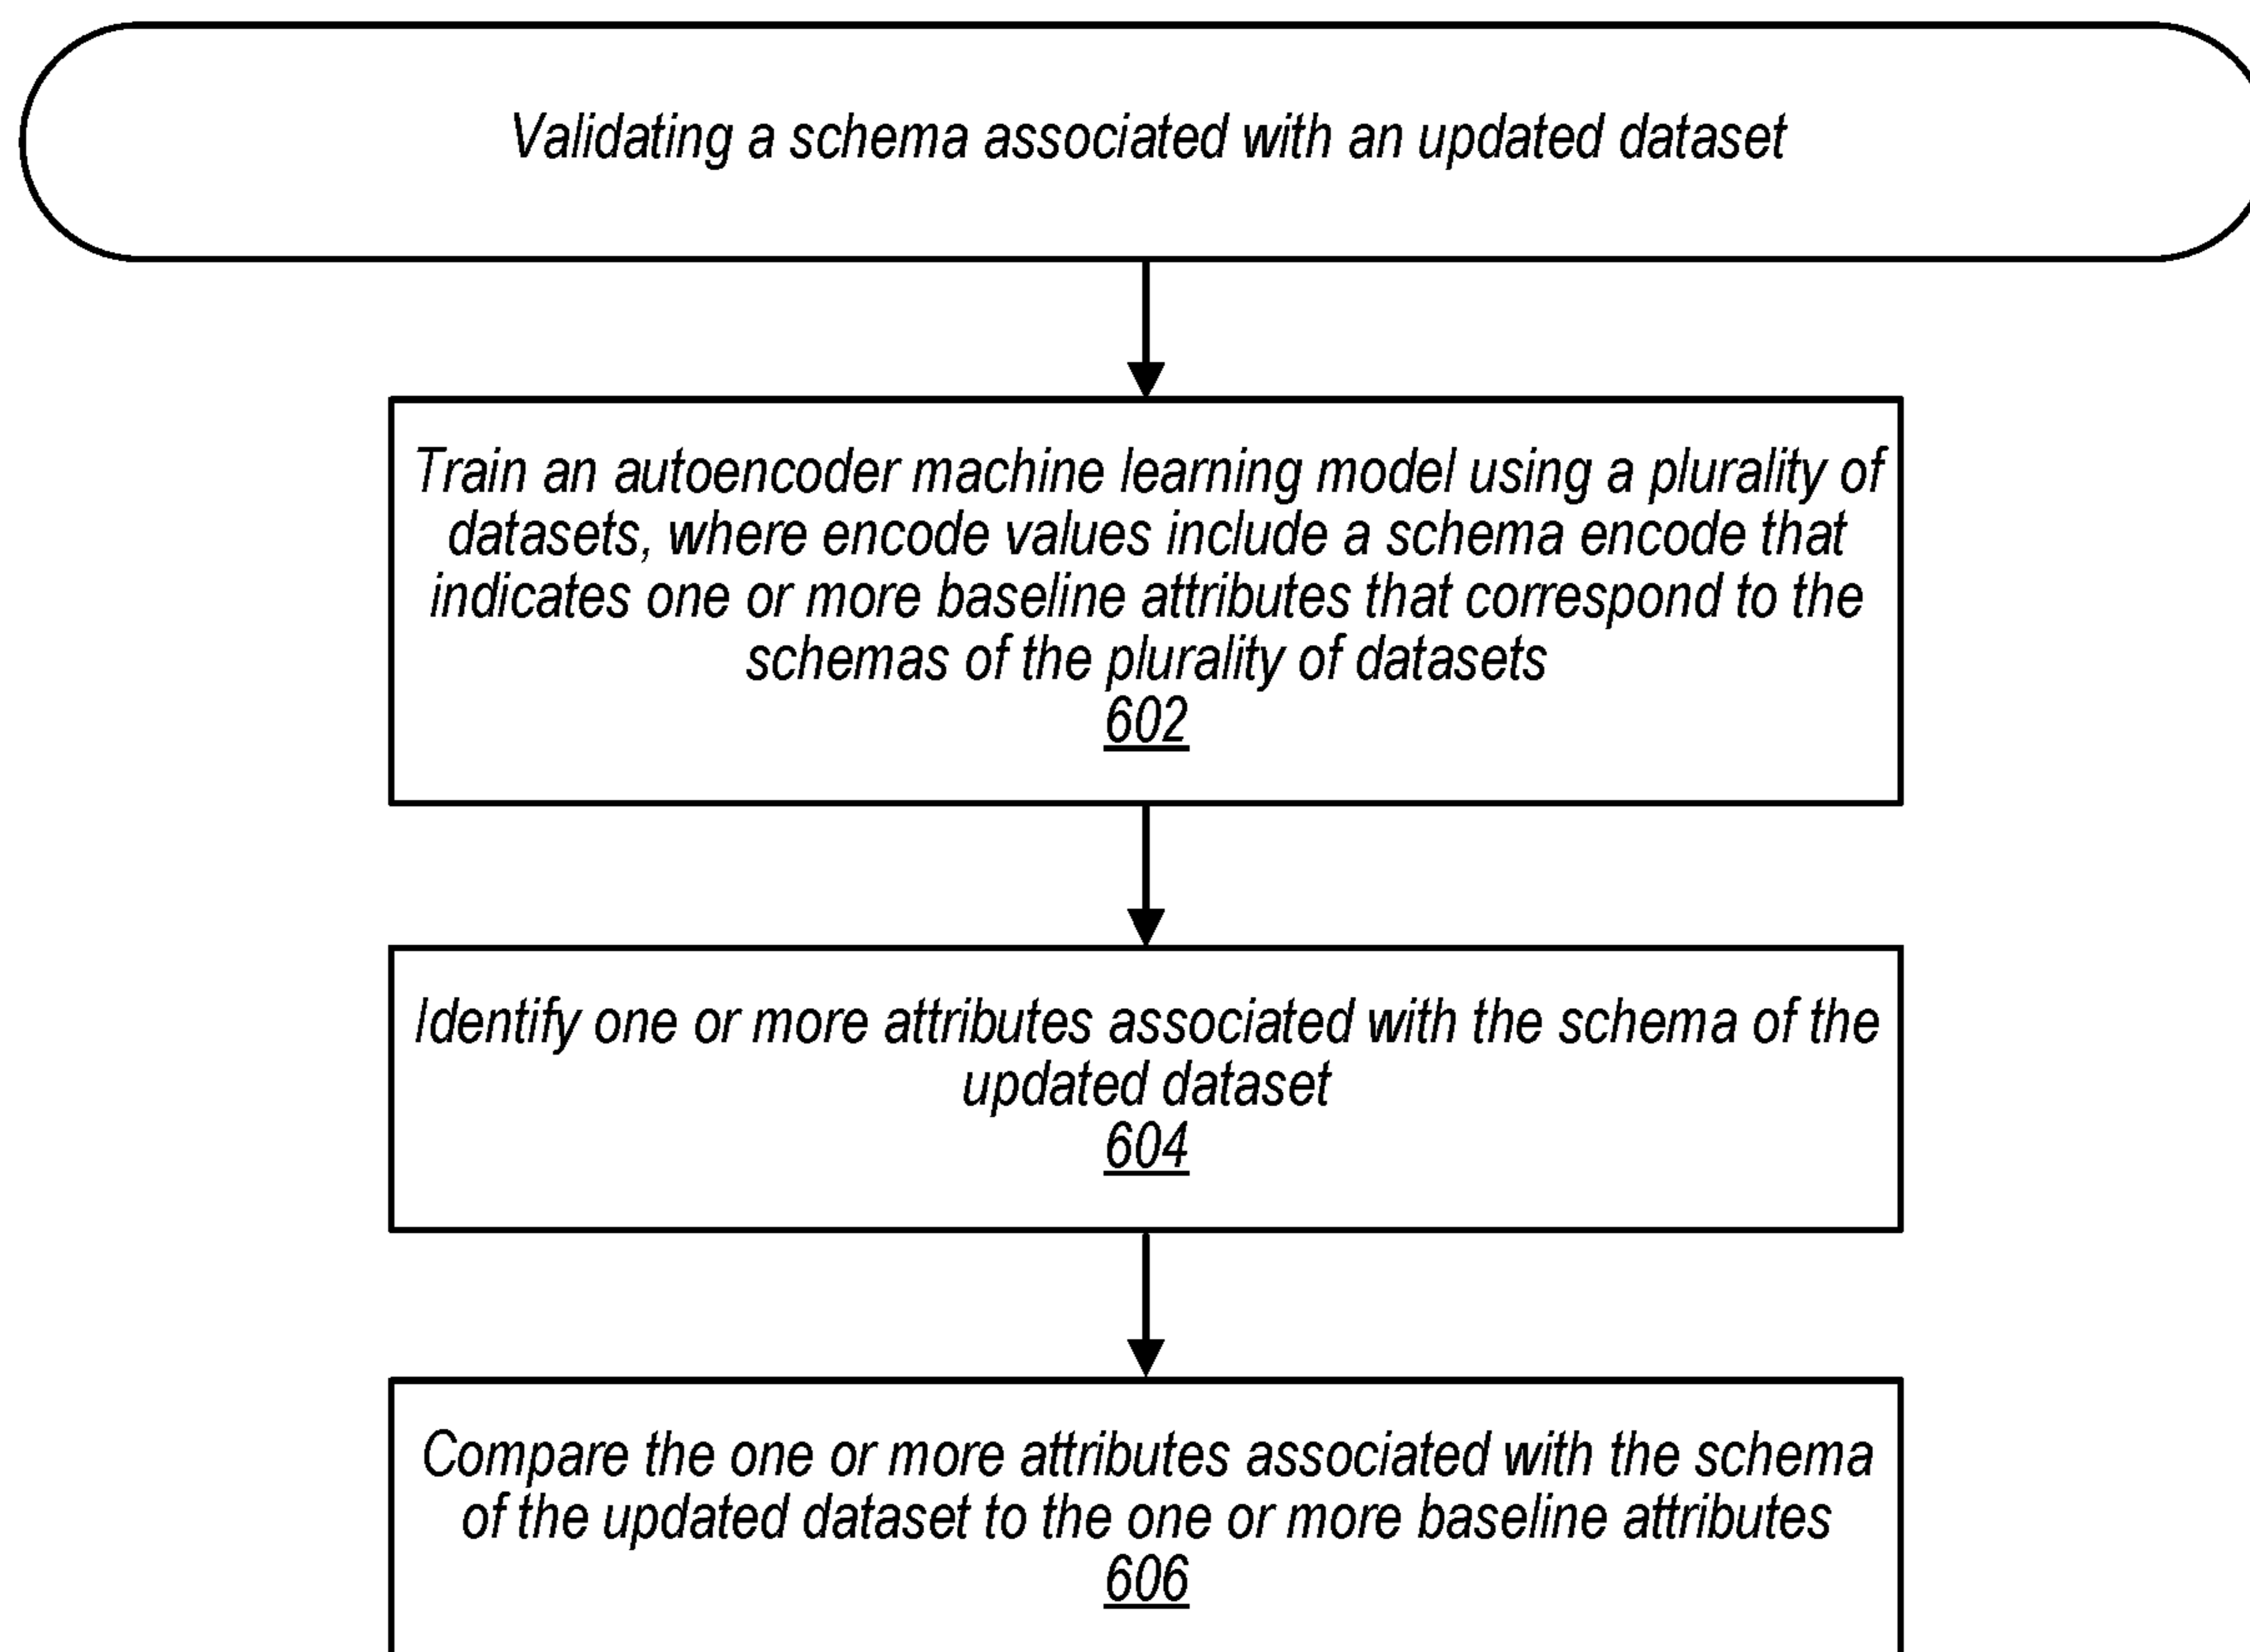 Validating a schema associated with an updated dataset
Train an autoencoder machine learning model using a plurality of
datasets, where encode values include a schema encode that
indicates one or more baseline attributes that correspond to the
schemas of the plurality of datasets
602
Identify one or more attributes associated with the schema of the
updated dataset
604
Compare the one or more attributes associated with the schema
of the updated dataset to the one or more baseline attributes
606